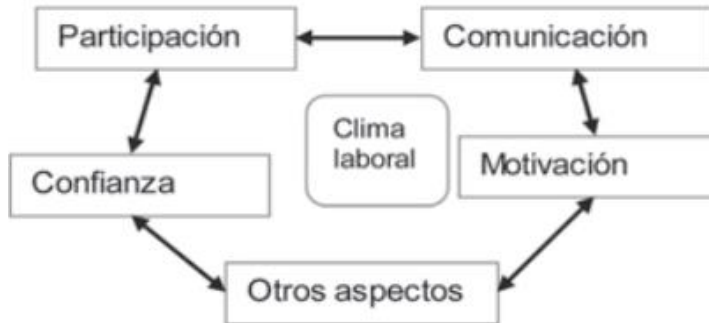 Participación
Comunicación
Clima
laboral
Confianza
Motivación
Otros aspectos